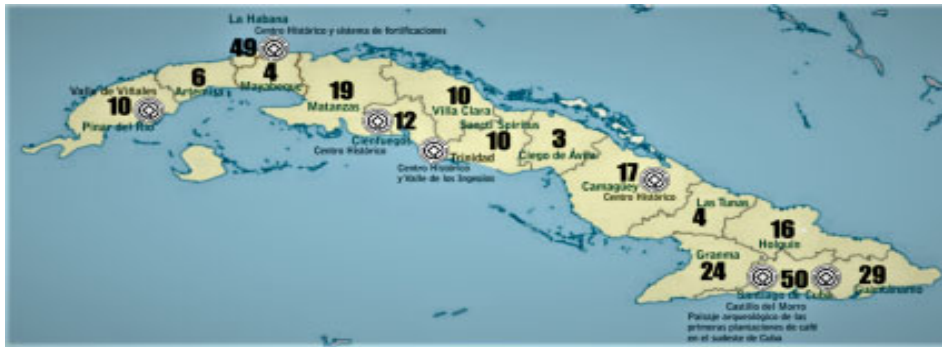 La Habana
Centro Histórico y sistema de fortificaciones
49
6
4
Artemisa
Mayabeque
Valle de Viñales
10
Pinar del Río
19
Matanzas
12
Cienfuegos
Centro Histórico
10
Villa Clara
Sancti Spíritus
10
Trinidad
Centro Histórico
y Valle de los Ingenios
3
Ciego de Ávila
17
Camagüey
Centro Histórico
Las Tunas
4
16
Holguín
Granma
24
50
Santiago de Cuba
29
Guantánamo
Castillo del Morro
Paisaje arqueológico de las
primeras plantaciones de café
en el sudeste de Cuba